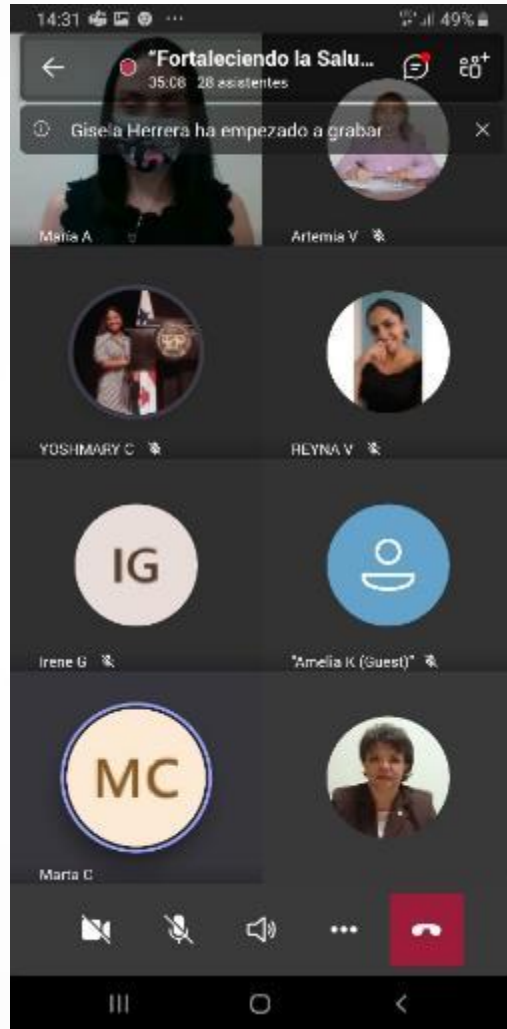 14:31 49%
"Fortaleciendo la Salu...
35:08 28 asistentes
Gisela Herrera ha empezado a grabar
María A
Artemia V
YOSHMARY C
REYNA V
IG
Irene G
"Amelia K (Guest)"
MC
Marta C